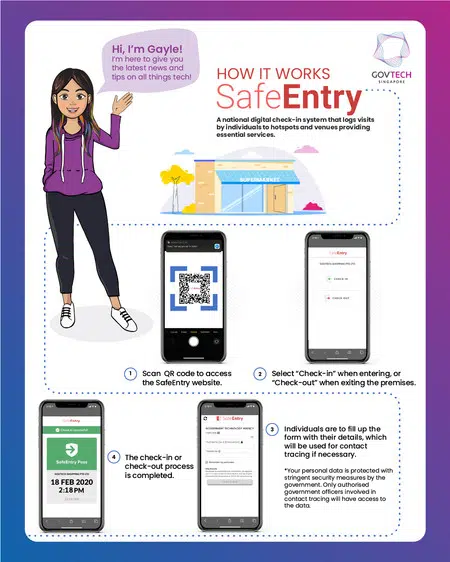 Hi, I'm Gayle!
I'm here to give you
the latest news and
tips on all things tech!
GOVTECH
SINGAPORE
HOW IT WORKS
SafeEntry
A national digital check-in system that logs visits
by individuals to hotspots and venues providing
essential services.
SUPERMARKET
SafeEntry
CHECK-IN
CHECK-OUT
1 Scan QR code to access
the SafeEntry website.
2 Select “Check-in” when entering, or
“Check-out” when exiting the premises.
3 Individuals are to fill up the
form with their details, which
will be used for contact
tracing if necessary.
*Your personal data is protected with
stringent security measures by the
government. Only authorised
government officers involved in
contact tracing will have access to
the data.
SafeEntry
4 The check-in or
check-out process
is completed.
SafeEntry
SafeEntry Pass
18 FEB 2020
2:18PM